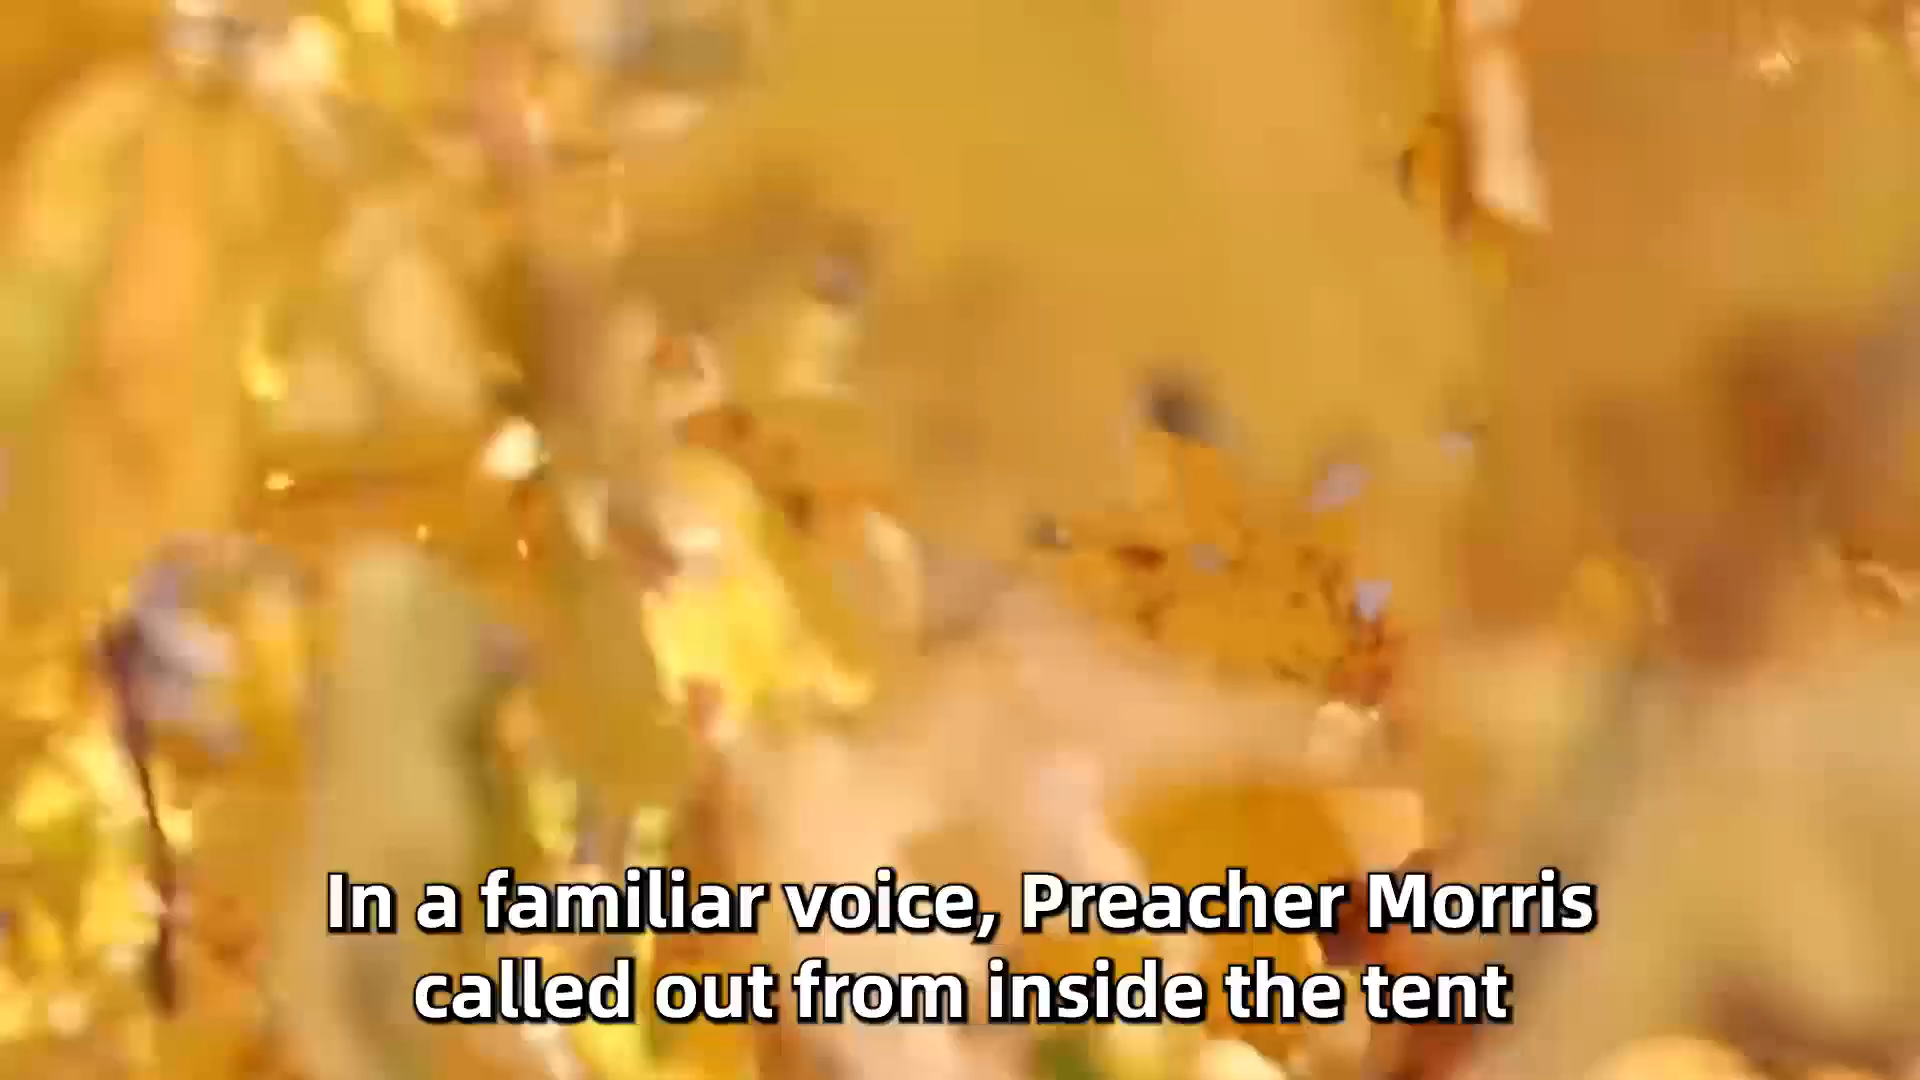 In a familiar voice, Preacher Morris
called out from inside the tent